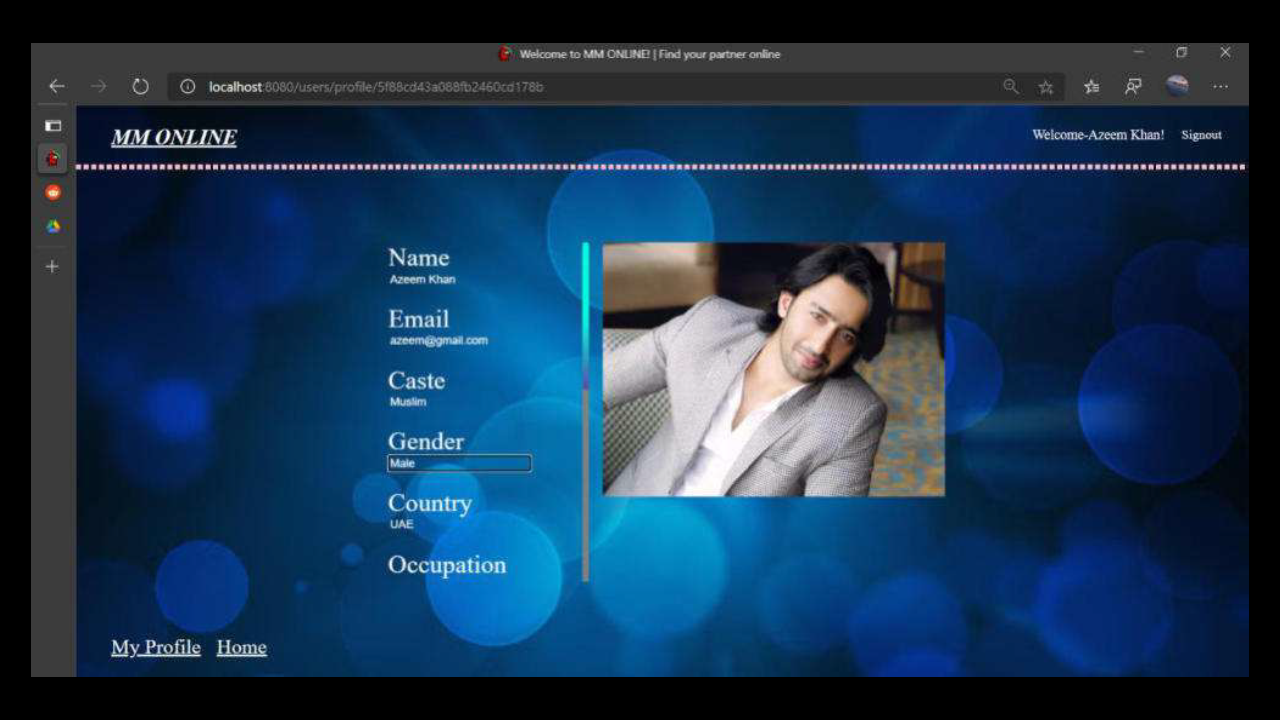 Welcome to MM ONLINE! | Find your partner online
localhost:8080/users/profile/5f88cd43a088fb2460cd178b
MM ONLINE
Welcome-Azeem Khan! Signout
Name
Azeem Khan
Email
azeem@gmail.com
Caste
Muslim
Gender
Male
Country
UAE
Occupation
My Profile Home